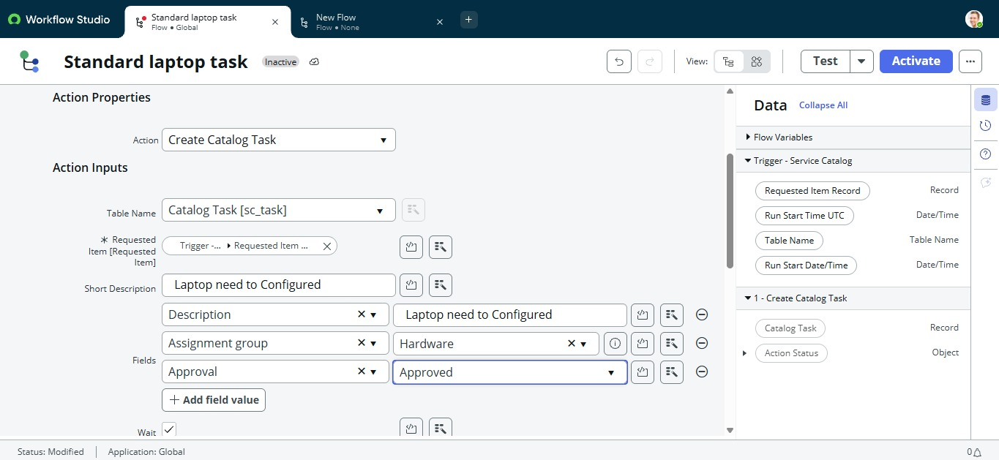 Workflow Studio
Standard laptop task
Flow • Global
New Flow
Flow • None
Standard laptop task
Inactive
View:
Test
Activate
Action Properties
Action
Create Catalog Task
Action Inputs
Table Name
Catalog Task [sc_task]
Requested
Item [Requested
Item]
Trigger -...
Requested Item ...
Short Description
Laptop need to Configured
Fields
Description
Laptop need to Configured
Assignment group
Hardware
Approval
Approved
+ Add field value
Wait
Data
Collapse All
Flow Variables
Trigger - Service Catalog
Requested Item Record
Record
Run Start Time UTC
Date/Time
Table Name
Table Name
Run Start Date/Time
Date/Time
1 - Create Catalog Task
Catalog Task
Record
Action Status
Object
Status: Modified
Application: Global
0